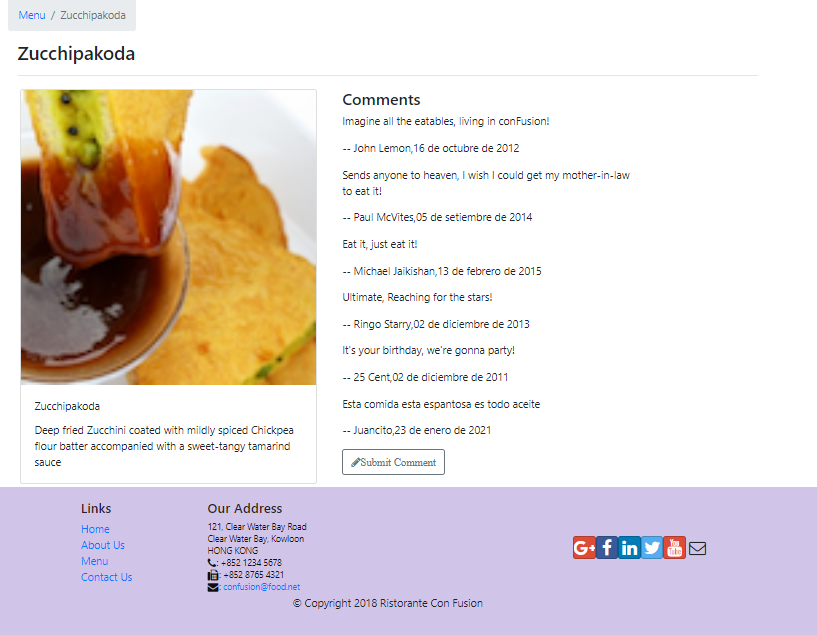 Menu / Zucchipakoda
Zucchipakoda
Zucchipakoda
Deep fried Zucchini coated with mildly spiced Chickpea
flour batter accompanied with a sweet-tangy tamarind
sauce
Comments
Imagine all the eatables, living in conFusion!
-- John Lemon,16 de octubre de 2012
Sends anyone to heaven, I wish I could get my mother-in-law
to eat it!
-- Paul McVites,05 de setiembre de 2014
Eat it, just eat it!
-- Michael Jaikishan,13 de febrero de 2015
Ultimate, Reaching for the stars!
-- Ringo Starry,02 de diciembre de 2013
It's your birthday, we're gonna party!
-- 25 Cent,02 de diciembre de 2011
Esta comida esta espantosa es todo aceite
-- Juancito,23 de enero de 2021
Submit Comment
Links
Home
About Us
Menu
Contact Us
Our Address
121, Clear Water Bay Road
Clear Water Bay, Kowloon
HONG KONG
: +852 1234 5678
: +852 8765 4321
: confusion@food.net
G+ f in You Tube
© Copyright 2018 Ristorante Con Fusion